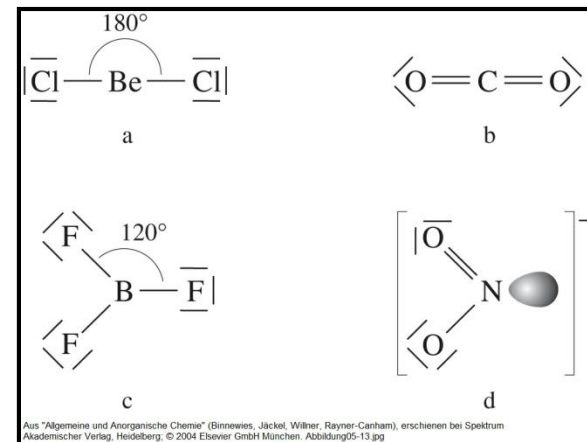 180°
|Cl — Be — Cl|
a
O = C = O
b
F
120°
B — F|
F
c
|O
N
O
−
d
Aus "Allgemeine und Anorganische Chemie" (Binnewies, Jäckel, Willner, Rayner-Canham), erschienen bei Spektrum
Akademischer Verlag, Heidelberg; © 2004 Elsevier GmbH München. Abbildung05-13.jpg